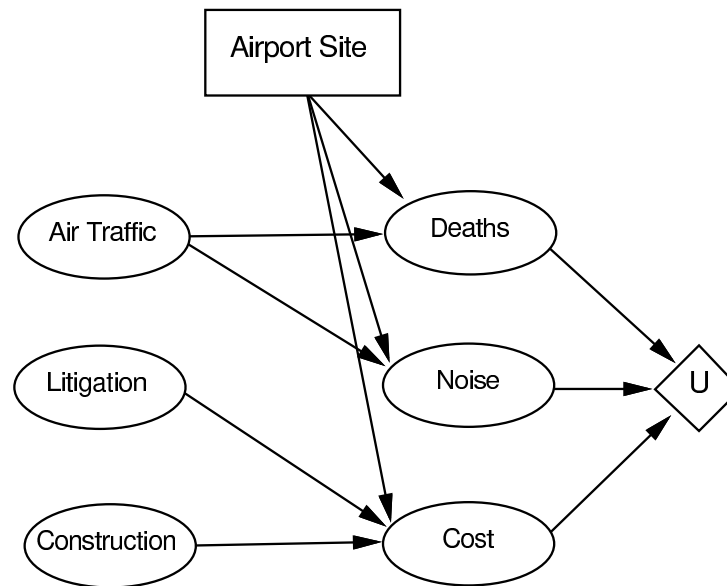 Airport Site
Air Traffic
Deaths
Litigation
Noise
U
Construction
Cost